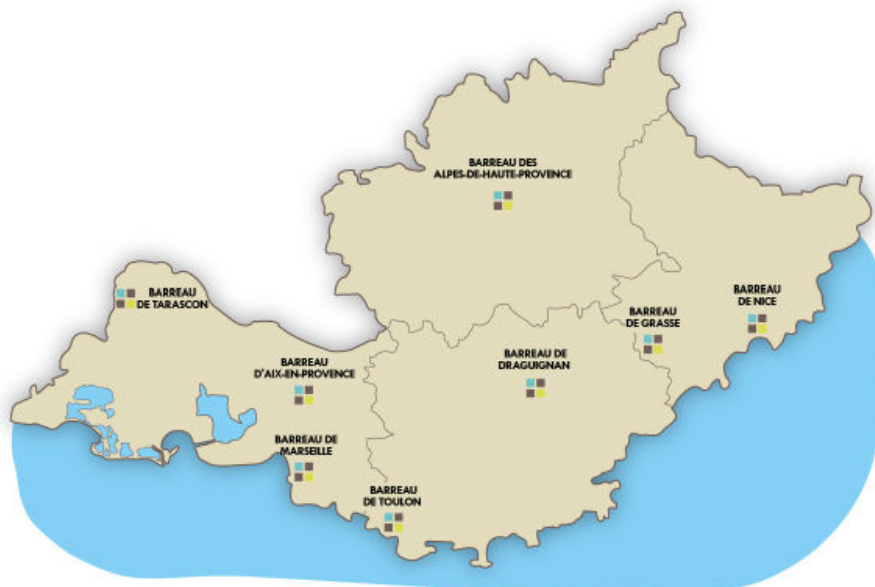 BARREAU DES
ALPES-DE-HAUTE-PROVENCE
BARREAU
DE TARASCON
BARREAU
DE NICE
BARREAU
DE GRASSE
BARREAU
D'AIX-EN-PROVENCE
BARREAU DE
DRAGUIGNAN
BARREAU DE
MARSEILLE
BARREAU
DE TOULON